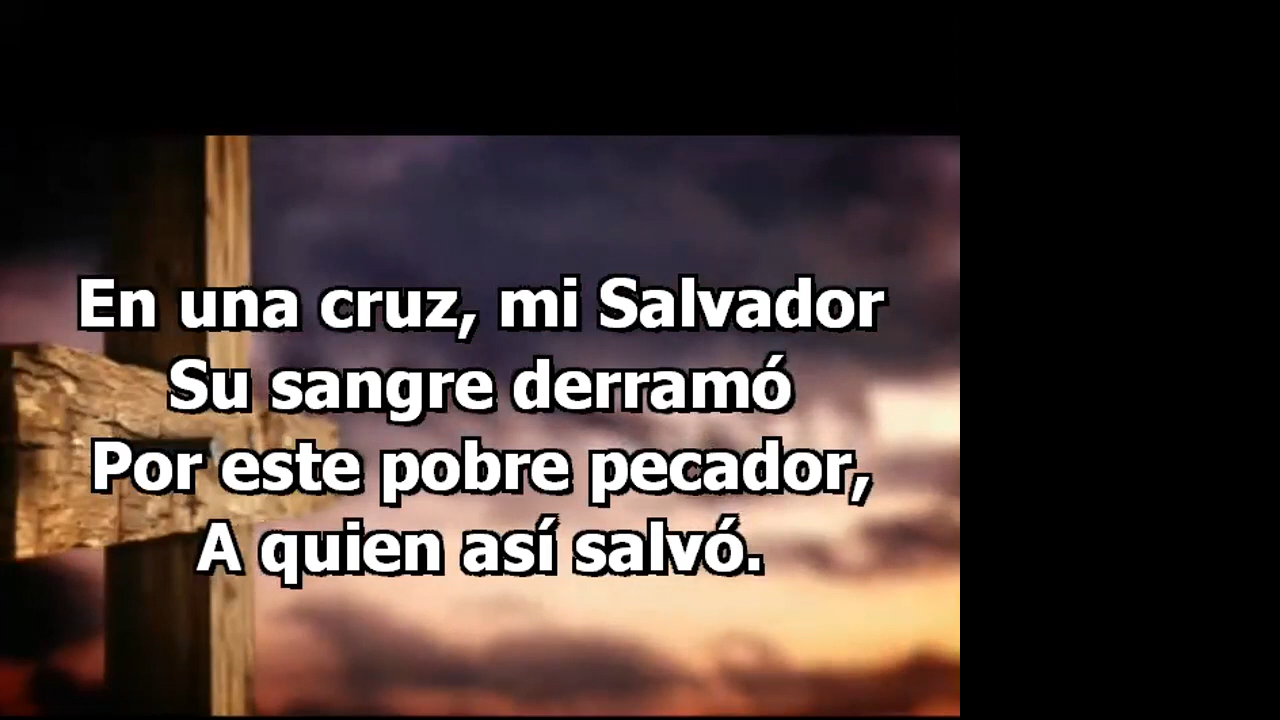 En una cruz, mi Salvador
Su sangre derramó
Por este pobre pecador,
A quien así salvó.